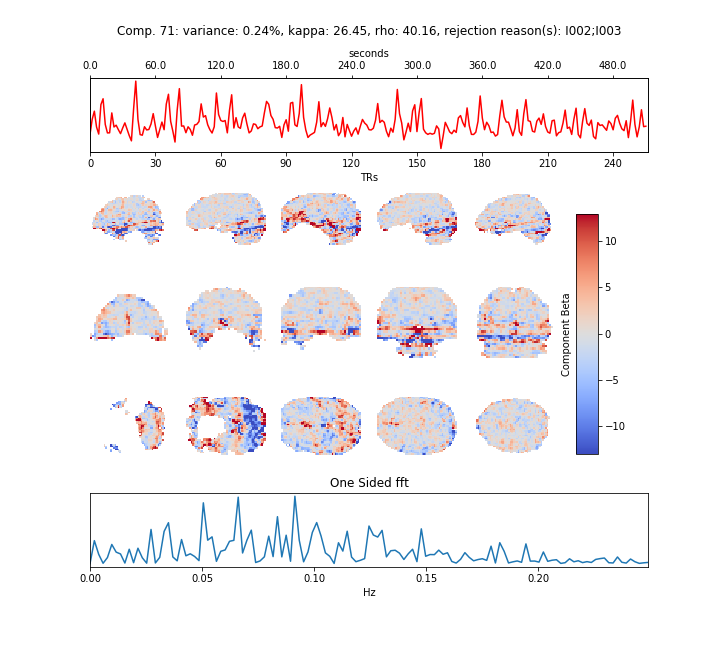 Comp. 71: variance: 0.24%, kappa: 26.45, rho: 40.16, rejection reason(s): I002;I003
seconds
0.0 60.0 120.0 180.0 240.0 300.0 360.0 420.0 480.0
0 30 60 90 120 150 180 210 240
TRs
10
5
0
−5
−10
Component Beta
One Sided fft
0.00 0.05 0.10 0.15 0.20
Hz